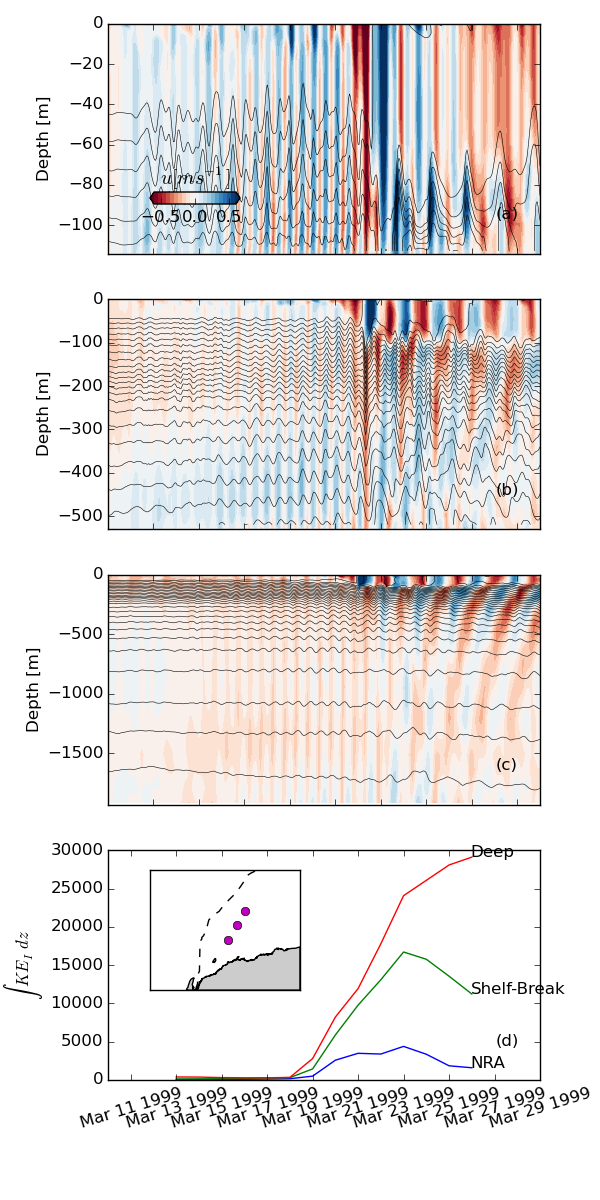 0
−20
−40
−60
−80
−100
Depth [m]
u ms⁻¹
−0.5 0.0 0.5
(a)
0
−100
−200
−300
−400
−500
Depth [m]
(b)
0
−500
−1000
−1500
Depth [m]
(c)
30000
25000
20000
15000
10000
5000
0
∫KE_I dz
Deep
Shelf-Break
NRA
(d)
Mar 11 1999
Mar 13 1999
Mar 15 1999
Mar 17 1999
Mar 19 1999
Mar 21 1999
Mar 23 1999
Mar 25 1999
Mar 27 1999
Mar 29 1999